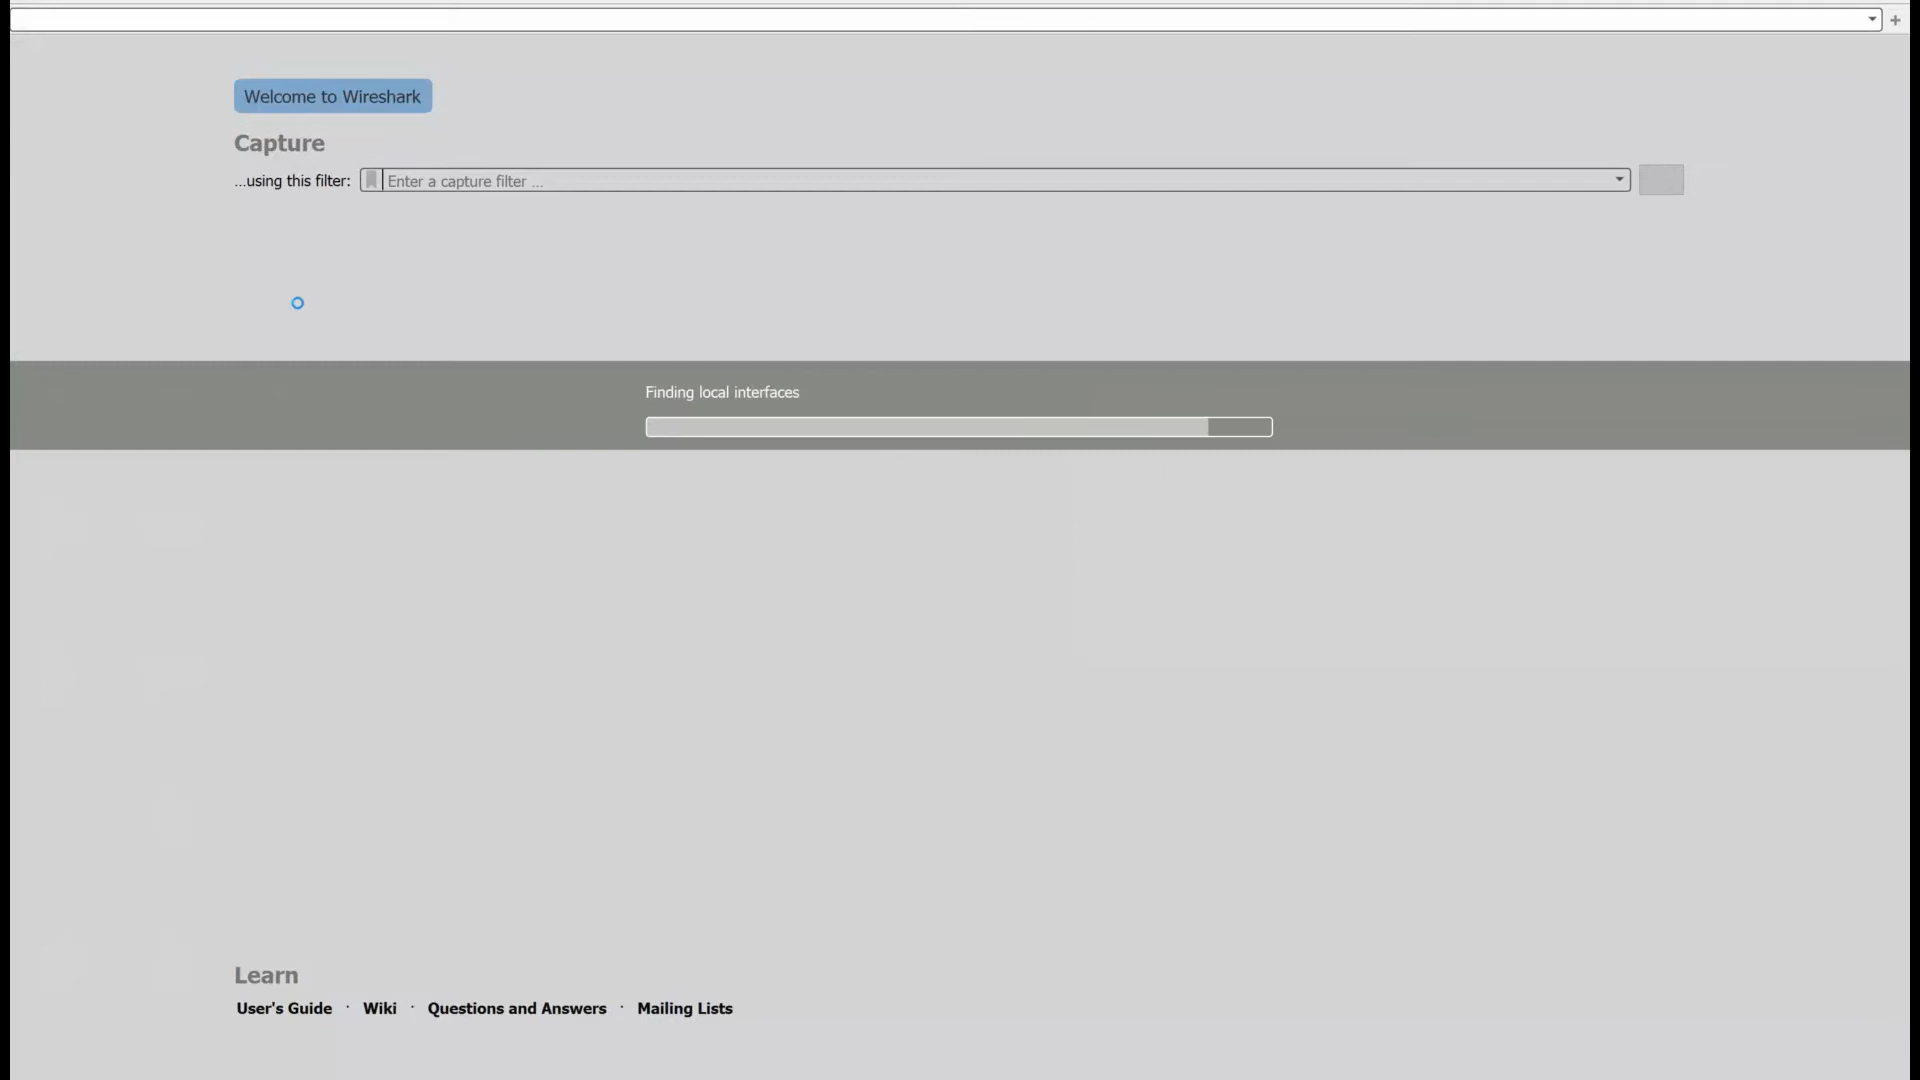 Welcome to Wireshark
Capture
...using this filter: Enter a capture filter ...
Finding local interfaces
Learn
User's Guide · Wiki · Questions and Answers · Mailing Lists